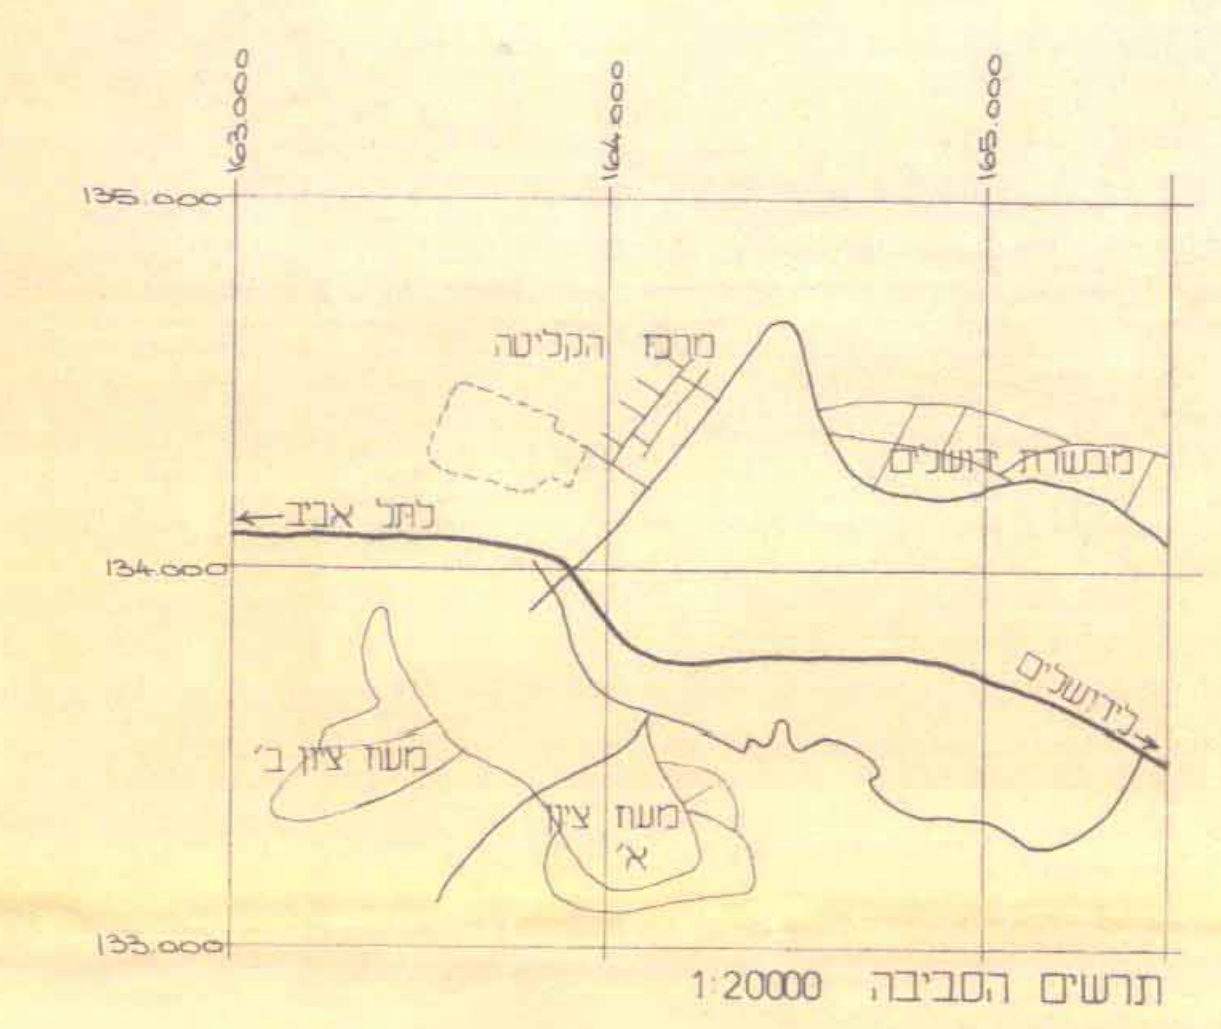 163.000
164.000
165.000
135.000
מרכז הקליטה
מבשרת ירושלים
לתל אביב
134.000
לירושלים
מעוז ציון ב'
מעוז ציון
א'
133.000
תרשים הסביבה 1:20000